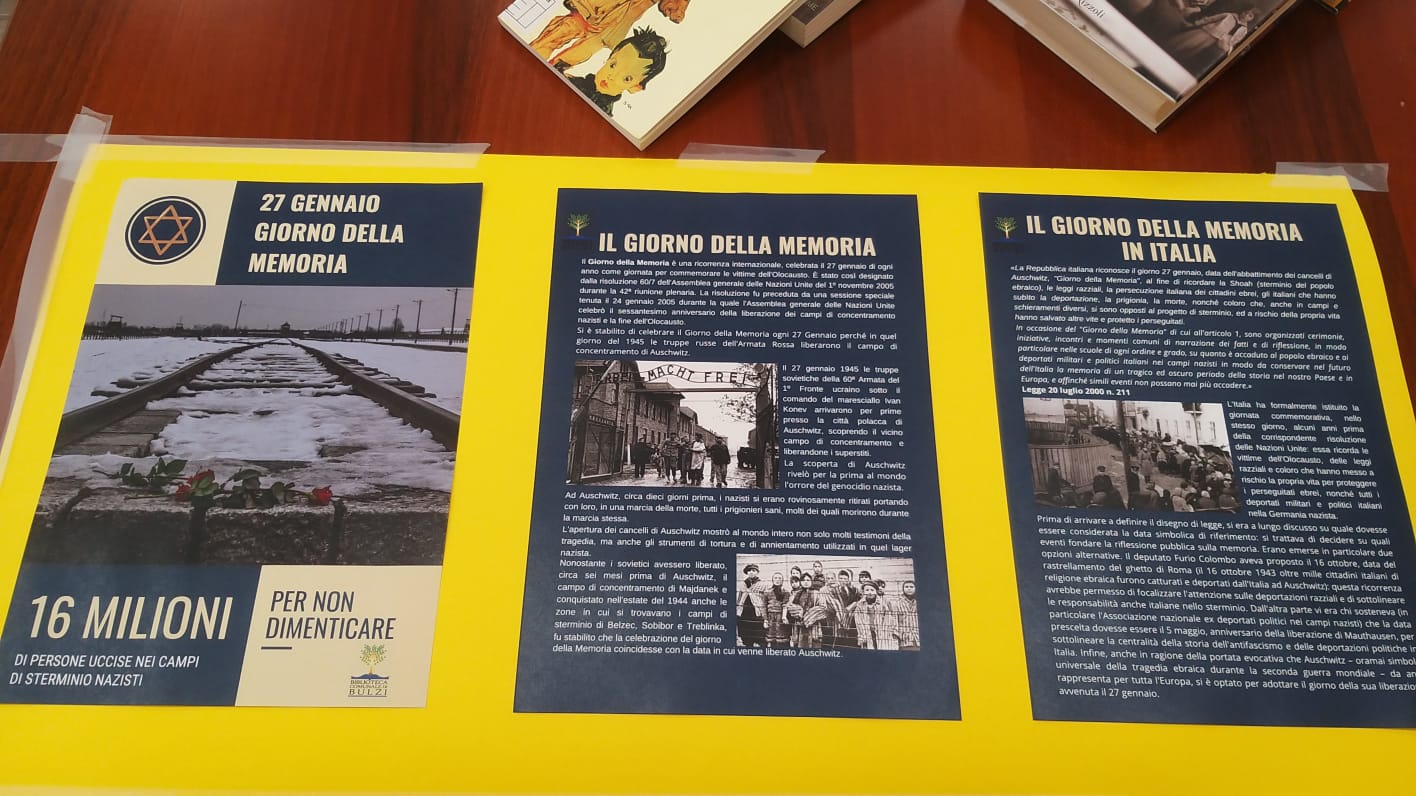 izzoli
27 GENNAIO
GIORNO DELLA
MEMORIA
16 MILIONI
DI PERSONE UCCISE NEI CAMPI
DI STERMINIO NAZISTI
PER NON
DIMENTICARE
BIBLIOTECA
COMUNALE DI
BULZI
IL GIORNO DELLA MEMORIA
Il Giorno della Memoria è una ricorrenza internazionale, celebrata il 27 gennaio di ogni
anno come giornata per commemorare le vittime dell'Olocausto. È stato così designato
dalla risoluzione 60/7 dell'Assemblea generale delle Nazioni Unite del 1º novembre 2005
durante la 42ª riunione plenaria. La risoluzione fu preceduta da una sessione speciale
tenuta il 24 gennaio 2005 durante la quale l'Assemblea generale delle Nazioni Unite
celebrò il sessantesimo anniversario della liberazione dei campi di concentramento
nazisti e la fine dell'Olocausto.
Si è stabilito di celebrare il Giorno della Memoria ogni 27 Gennaio perché in quel
giorno del 1945 le truppe russe dell'Armata Rossa liberarono il campo di
concentramento di Auschwitz.
MACHT FREI
Il 27 gennaio 1945 le truppe
sovietiche della 60ª Armata del
1º Fronte ucraino sotto il
comando del maresciallo Ivan
Konev arrivarono per prime
presso la città polacca di
Auschwitz, scoprendo il vicino
campo di concentramento e
liberandone i superstiti.
La scoperta di Auschwitz
rivelò per la prima al mondo
l'orrore del genocidio nazista.
Ad Auschwitz, circa dieci giorni prima, i nazisti si erano rovinosamente ritirati portando
con loro, in una marcia della morte, tutti i prigionieri sani, molti dei quali morirono durante
la marcia stessa.
L'apertura dei cancelli di Auschwitz mostrò al mondo intero non solo molti testimoni della
tragedia, ma anche gli strumenti di tortura e di annientamento utilizzati in quel lager
nazista.
Nonostante i sovietici avessero liberato,
circa sei mesi prima di Auschwitz, il
campo di concentramento di Majdanek e
conquistato nell'estate del 1944 anche le
zone in cui si trovavano i campi di
sterminio di Belzec, Sobibor e Treblinka,
fu stabilito che la celebrazione del giorno
della Memoria coincidesse con la data in cui venne liberato Auschwitz.
IL GIORNO DELLA MEMORIA
IN ITALIA
«La Repubblica italiana riconosce il giorno 27 gennaio, data dell'abbattimento dei cancelli di
Auschwitz, "Giorno della Memoria", al fine di ricordare la Shoah (sterminio del popolo
ebraico), le leggi razziali, la persecuzione italiana dei cittadini ebrei, gli italiani che hanno
subìto la deportazione, la prigionia, la morte, nonché coloro che, anche in campi e
schieramenti diversi, si sono opposti al progetto di sterminio, ed a rischio della propria vita
hanno salvato altre vite e protetto i perseguitati.
In occasione del "Giorno della Memoria" di cui all'articolo 1, sono organizzati cerimonie,
iniziative, incontri e momenti comuni di narrazione dei fatti e di riflessione, in modo
particolare nelle scuole di ogni ordine e grado, su quanto è accaduto al popolo ebraico e ai
deportati militari e politici italiani nei campi nazisti in modo da conservare nel futuro
dell'Italia la memoria di un tragico ed oscuro periodo della storia nel nostro Paese e in
Europa, e affinché simili eventi non possano mai più accadere.»
Legge 20 luglio 2000 n. 211
L'Italia ha formalmente istituito la
giornata commemorativa, nello
stesso giorno, alcuni anni prima
della corrispondente risoluzione
delle Nazioni Unite: essa ricorda le
vittime dell'Olocausto, delle leggi
razziali e coloro che hanno messo a
rischio la propria vita per proteggere
i perseguitati ebrei, nonché tutti i
deportati militari e politici italiani
nella Germania nazista.
Prima di arrivare a definire il disegno di legge, si era a lungo discusso su quale dovesse
essere considerata la data simbolica di riferimento: si trattava di decidere su quali
eventi fondare la riflessione pubblica sulla memoria. Erano emerse in particolare due
opzioni alternative. Il deputato Furio Colombo aveva proposto il 16 ottobre, data del
rastrellamento del ghetto di Roma (il 16 ottobre 1943 oltre mille cittadini italiani di
religione ebraica furono catturati e deportati dall'Italia ad Auschwitz); questa ricorrenza
avrebbe permesso di focalizzare l'attenzione sulle deportazioni razziali e di sottolineare
le responsabilità anche italiane nello sterminio. Dall'altra parte vi era chi sosteneva (in
particolare l'Associazione nazionale ex deportati politici nei campi nazisti) che la data
prescelta dovesse essere il 5 maggio, anniversario della liberazione di Mauthausen, per
sottolineare la centralità della storia dell'antifascismo e delle deportazioni politiche in
Italia. Infine, anche in ragione della portata evocativa che Auschwitz – oramai simbolo
universale della tragedia ebraica durante la seconda guerra mondiale – da an
rappresenta per tutta l'Europa, si è optato per adottare il giorno della sua liberazio
avvenuta il 27 gennaio.